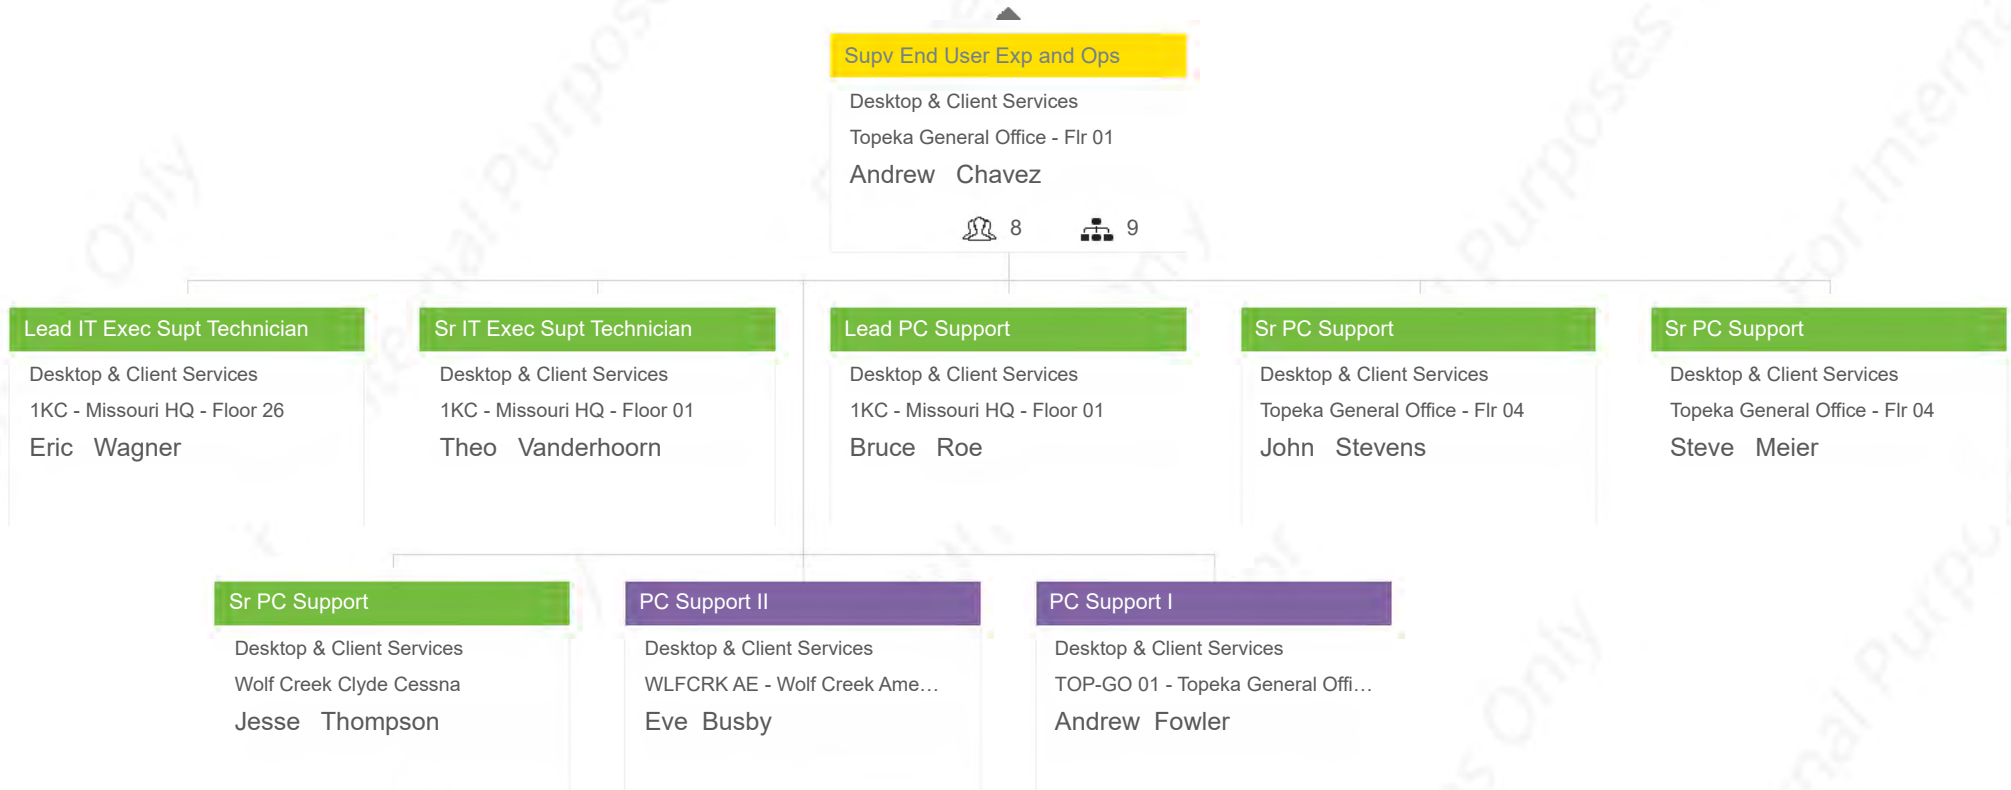 Supv End User Exp and Ops
Desktop & Client Services
Topeka General Office - Flr 01
Andrew Chavez
8 9
Lead IT Exec Supt Technician
Desktop & Client Services
1KC - Missouri HQ - Floor 26
Eric Wagner
Sr IT Exec Supt Technician
Desktop & Client Services
1KC - Missouri HQ - Floor 01
Theo Vanderhoorn
Lead PC Support
Desktop & Client Services
1KC - Missouri HQ - Floor 01
Bruce Roe
Sr PC Support
Desktop & Client Services
Topeka General Office - Flr 04
John Stevens
Sr PC Support
Desktop & Client Services
Topeka General Office - Flr 04
Steve Meier
Sr PC Support
Desktop & Client Services
Wolf Creek Clyde Cessna
Jesse Thompson
PC Support II
Desktop & Client Services
WLFCRK AE - Wolf Creek Ame…
Eve Busby
PC Support I
Desktop & Client Services
TOP-GO 01 - Topeka General Offi…
Andrew Fowler